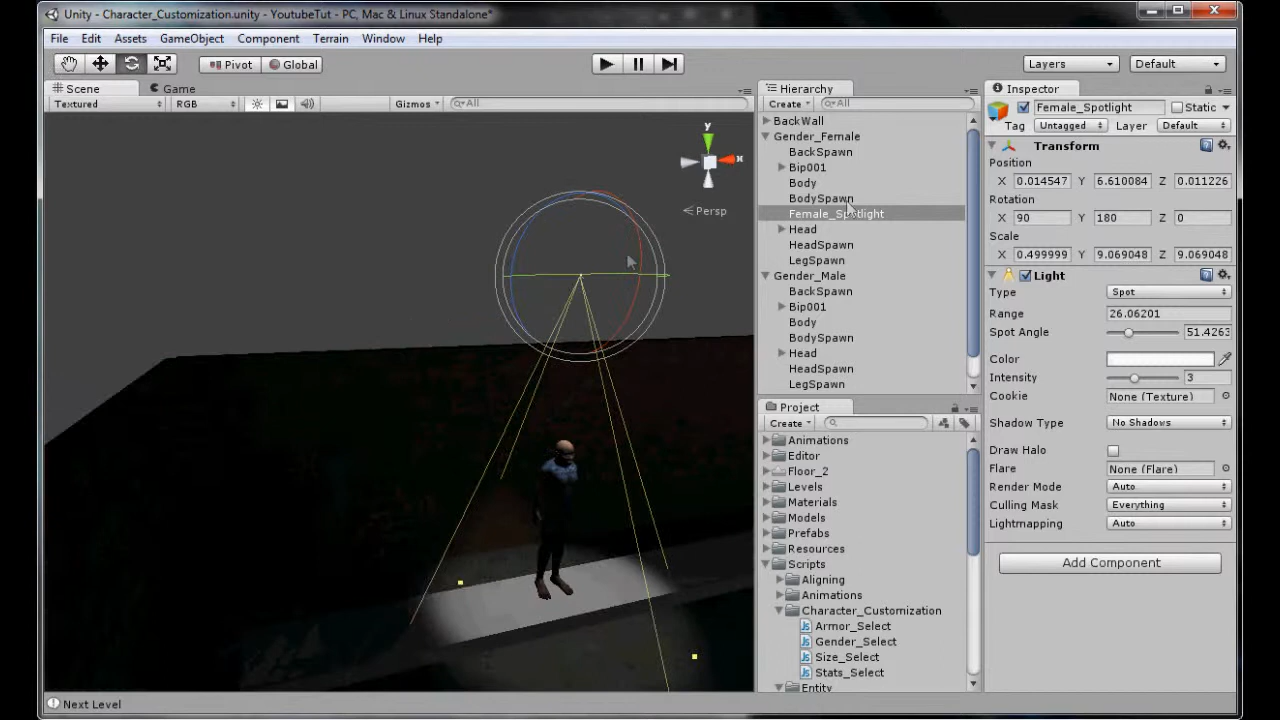 Unity - Character_Customization.unity - YoutubeTut - PC, Mac & Linux Standalone*
File Edit Assets GameObject Component Terrain Window Help
Pivot Global Layers Default
Scene Game
Textured RGB Gizmos All
y
x
Persp
Hierarchy
Create All
BackWall
Gender_Female
BackSpawn
Bip001
Body
BodySpawn
Female_Spotlight
Head
HeadSpawn
LegSpawn
Gender_Male
BackSpawn
Bip001
Body
BodySpawn
Head
HeadSpawn
LegSpawn
Project
Create
Animations
Editor
Floor_2
Levels
Materials
Models
Prefabs
Resources
Scripts
Aligning
Animations
Character_Customization
Armor_Select
Gender_Select
Size_Select
Stats_Select
Entity
Inspector
Female_Spotlight Static
Tag Untagged Layer Default
Transform
Position
X 0.014547 Y 6.610084 Z 0.011226
Rotation
X 90 Y 180 Z 0
Scale
X 0.499999 Y 9.069048 Z 9.069048
Light
Type Spot
Range 26.06201
Spot Angle 51.4263
Color
Intensity 3
Cookie None (Texture)
Shadow Type No Shadows
Draw Halo
Flare None (Flare)
Render Mode Auto
Culling Mask Everything
Lightmapping Auto
Add Component
Next Level